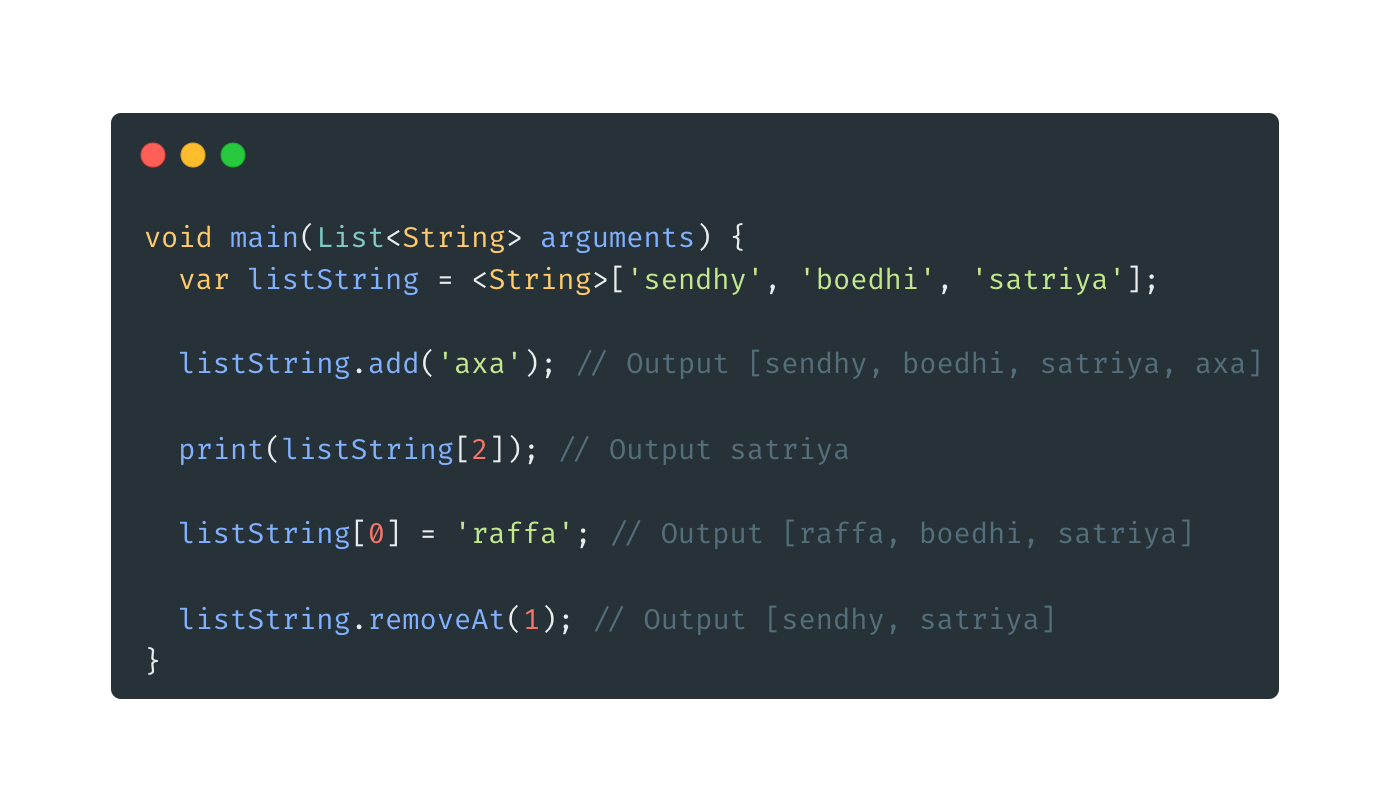 void main(List<String> arguments) {
  var listString = <String>['sendhy', 'boedhi', 'satriya'];
  listString.add('axa'); // Output [sendhy, boedhi, satriya, axa]
  print(listString[2]); // Output satriya
  listString[0] = 'raffa'; // Output [raffa, boedhi, satriya]
  listString.removeAt(1); // Output [sendhy, satriya]
}